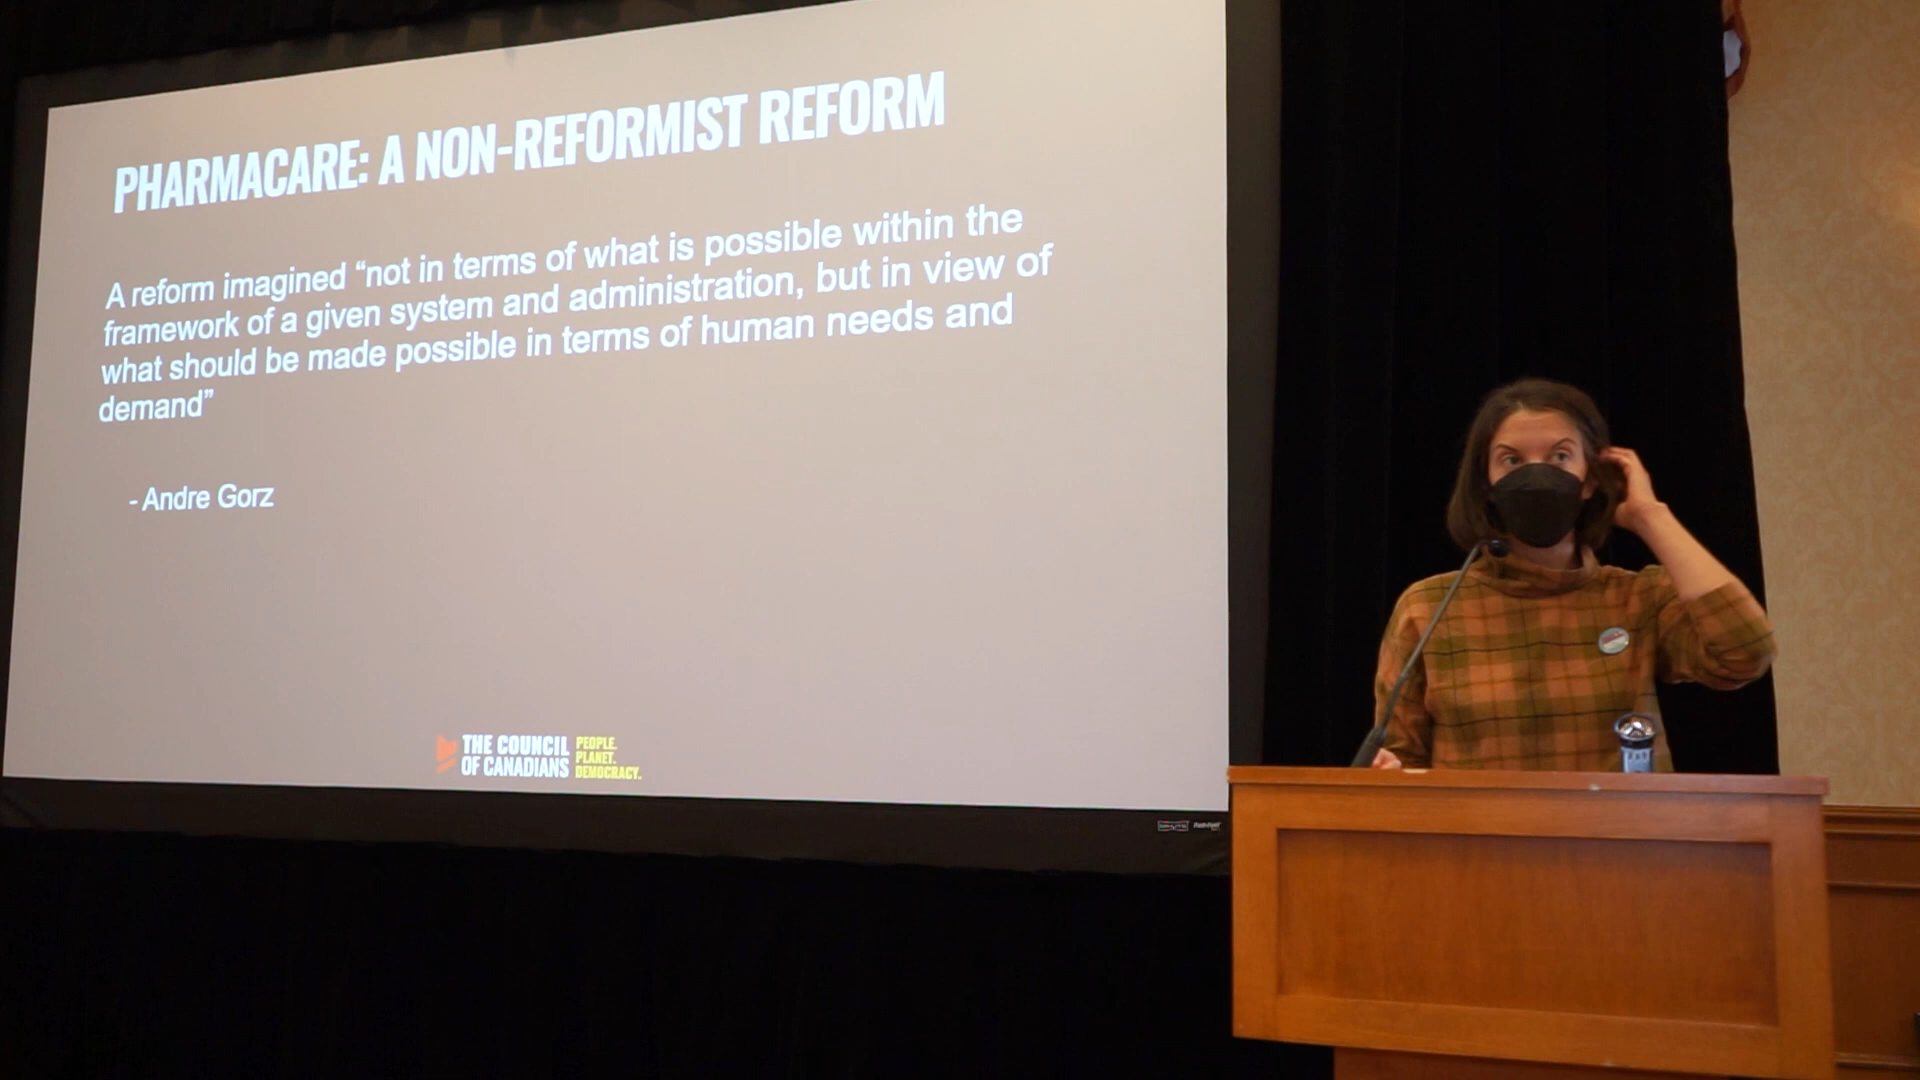 PHARMACARE: A NON-REFORMIST REFORM
A reform imagined “not in terms of what is possible within the
framework of a given system and administration, but in view of
what should be made possible in terms of human needs and
demand”
- Andre Gorz
THE COUNCIL
OF CANADIANS
PEOPLE.
PLANET.
DEMOCRACY.